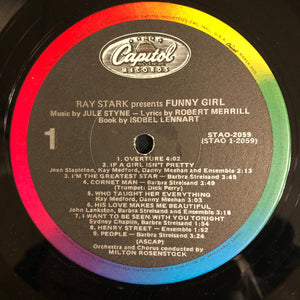 Capitol
RECORDS
RAY STARK presents FUNNY GIRL
Music by JULE STYNE – Lyrics by ROBERT MERRILL
Book by ISOBEL LENNART
STAO-2059
(STAO 1-2059)
1
1. OVERTURE 4:02
2. IF A GIRL ISN'T PRETTY
Jean Stapleton, Kay Medford, Danny Meehan and Ensemble 2:13
3. I'M THE GREATEST STAR – Barbra Streisand 3:45
4. CORNET MAN – Barbra Streisand 3:49
(Trumpet: Dick Perry)
5. WHO TAUGHT HER EVERYTHING
Kay Medford, Danny Meehan and Ensemble
6. HIS LOVE MAKES ME BEAUTIFUL
John Lankston, Barbra Streisand and Ensemble
7. I WANT TO BE SEEN WITH YOU TONIGHT
Sydney Chaplin, Barbra Streisand
8. HENRY STREET – Ensemble 1:52
9. PEOPLE – Barbra Streisand 3:24
(ASCAP)
Orchestra and Chorus conducted by
MILTON ROSENSTOCK